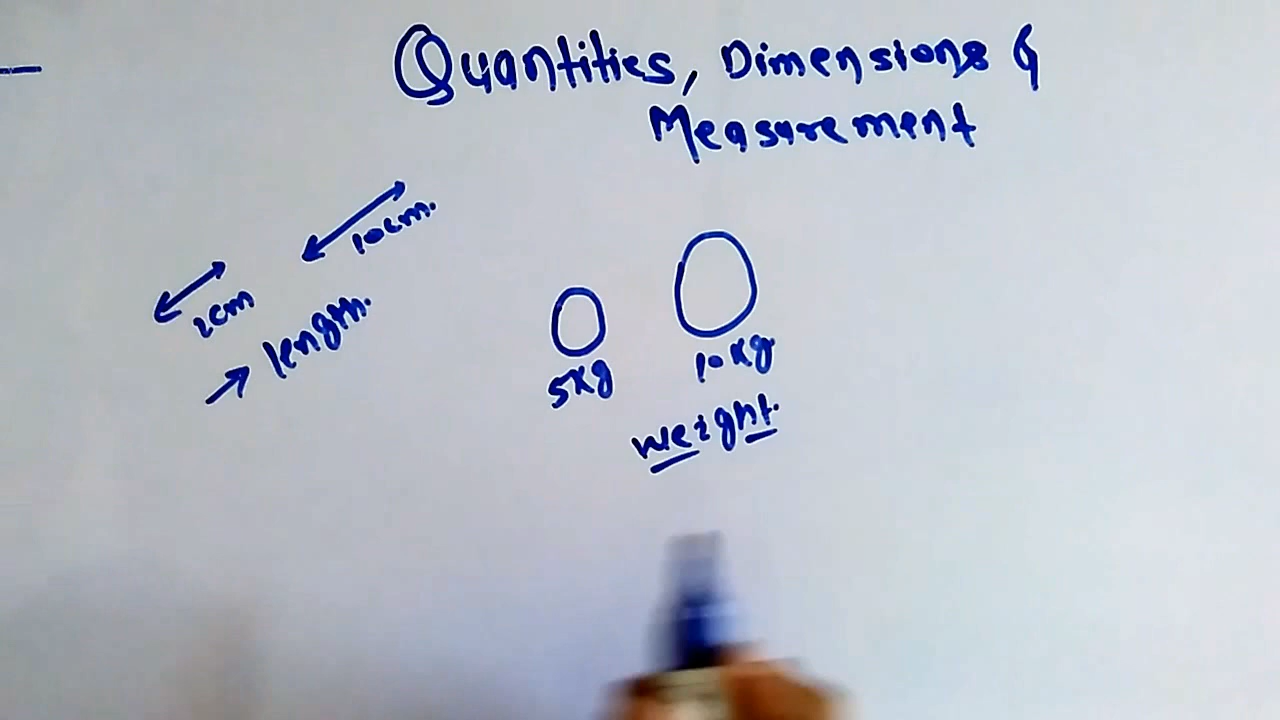 Quantities, Dimensions &
Measurement
10cm.
2cm
length.
5kg
10kg
weight.